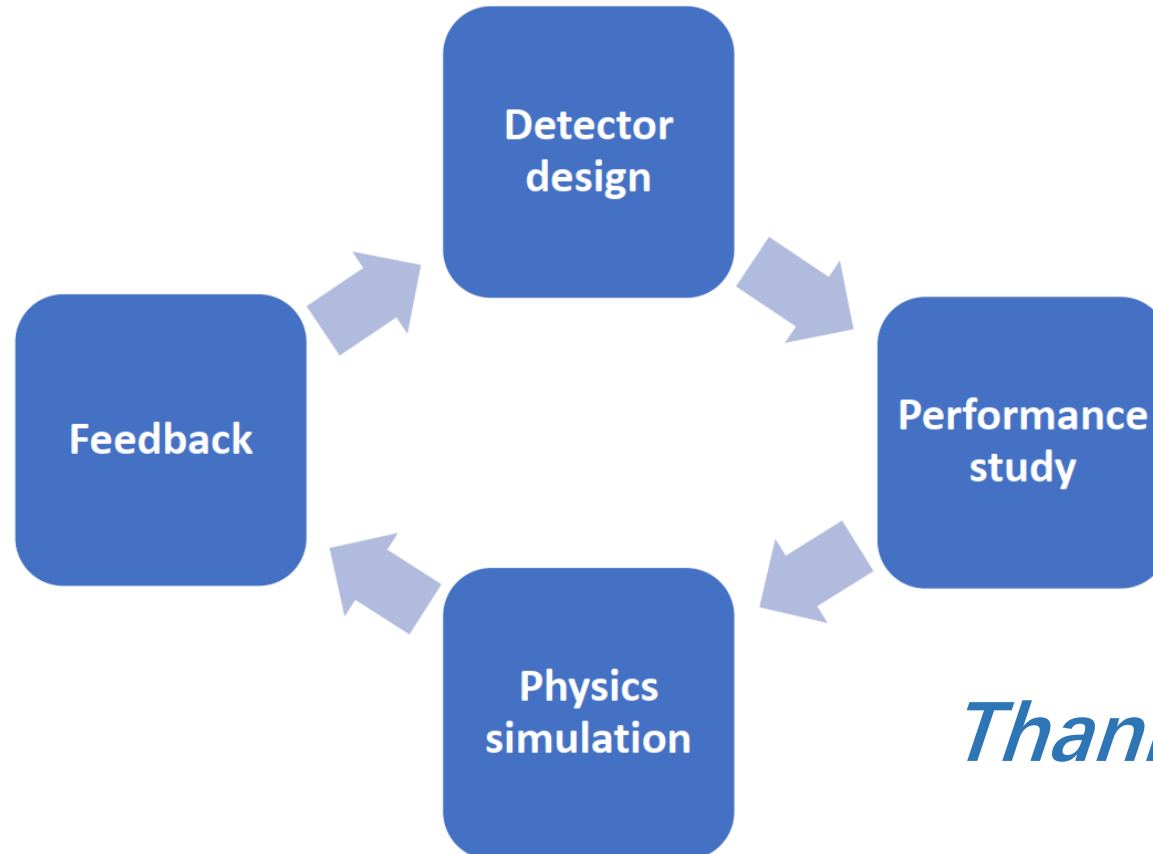 Detector
design
Feedback
Performance
study
Physics
simulation